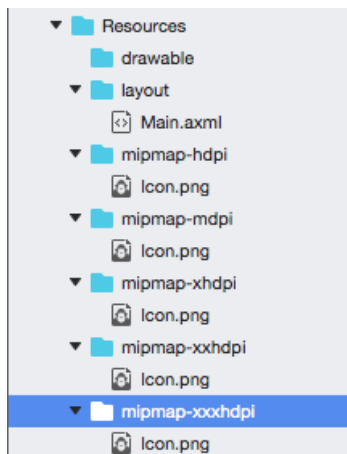 Resources
drawable
layout
Main.axml
mipmap-hdpi
Icon.png
mipmap-mdpi
Icon.png
mipmap-xhdpi
Icon.png
mipmap-xxhdpi
Icon.png
mipmap-xxxhdpi
Icon.png